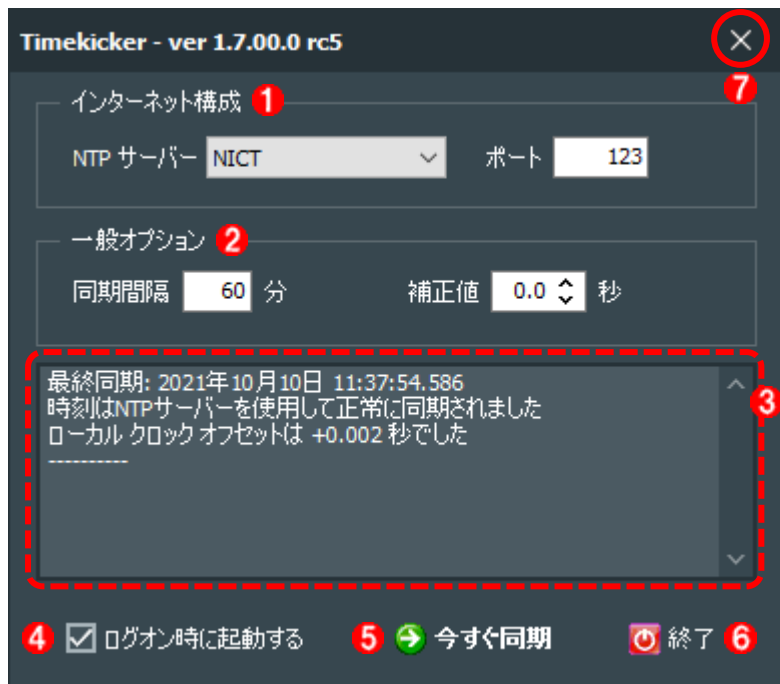 Timekicker - ver 1.7.00.0 rc5
7
インターネット構成 1
NTP サーバー NICT ポート 123
一般オプション 2
同期間隔 60 分 補正値 0.0 秒
最終同期: 2021年10月10日 11:37:54.586
時刻はNTPサーバーを使用して正常に同期されました
3
ローカル クロック オフセットは +0.002 秒でした
----------
4 ログオン時に起動する 5 今すぐ同期 終了 6